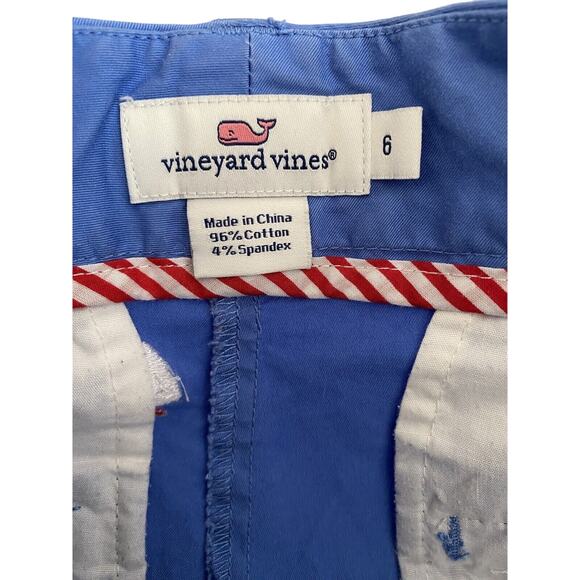 vineyard vines®
6
Made in China
96% Cotton
4% Spandex